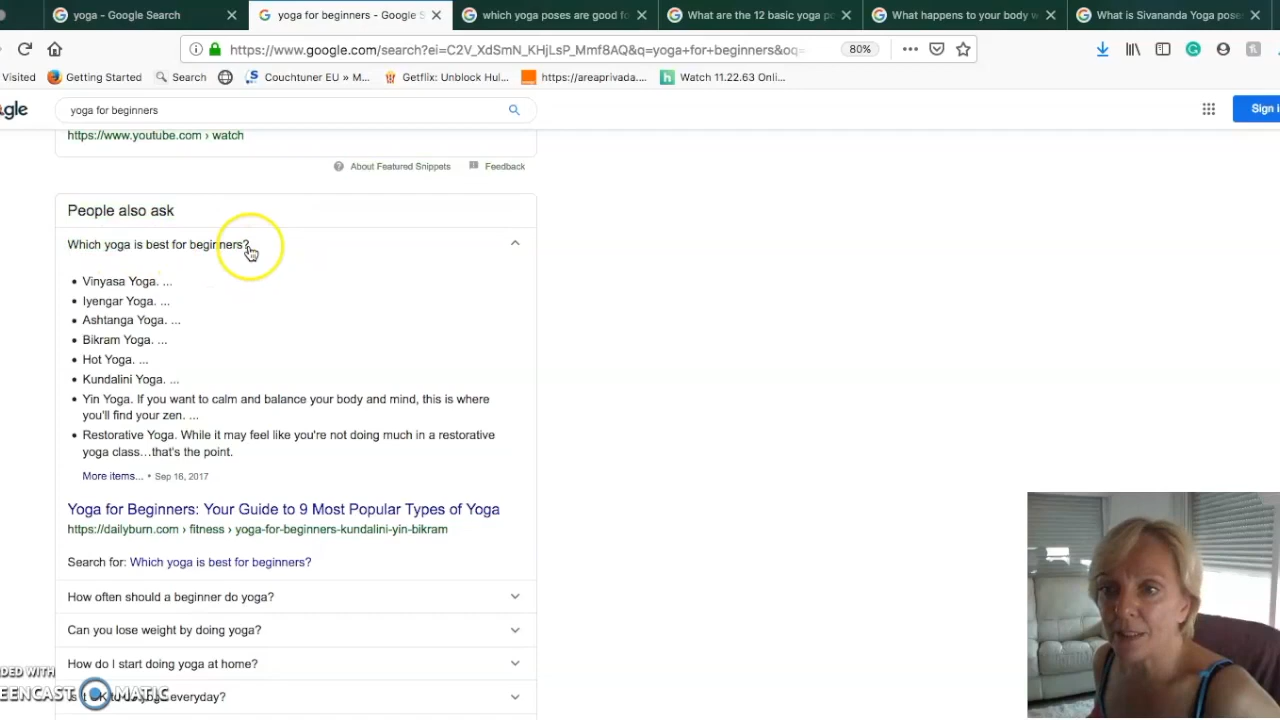 yoga - Google Search
yoga for beginners - Google S
which yoga poses are good fo
What are the 12 basic yoga po
What happens to your body w
What is Sivananda Yoga pose
https://www.google.com/search?ei=C2V_XdSmN_KHjLsP_Mmf8AQ&q=yoga+for+beginners&oq=
80%
Visited
Getting Started
Search
Couchtuner EU » M...
Getflix: Unblock Hul...
https://areaprivada....
Watch 11.22.63 Onli...
gle
yoga for beginners
Sign i
https://www.youtube.com › watch
About Featured Snippets
Feedback
People also ask
Which yoga is best for beginners?
• Vinyasa Yoga. ...
• Iyengar Yoga. ...
• Ashtanga Yoga. ...
• Bikram Yoga. ...
• Hot Yoga. ...
• Kundalini Yoga. ...
• Yin Yoga. If you want to calm and balance your body and mind, this is where
you'll find your zen. ...
• Restorative Yoga. While it may feel like you're not doing much in a restorative
yoga class…that's the point.
More items... • Sep 16, 2017
Yoga for Beginners: Your Guide to 9 Most Popular Types of Yoga
https://dailyburn.com › fitness › yoga-for-beginners-kundalini-yin-bikram
Search for: Which yoga is best for beginners?
How often should a beginner do yoga?
Can you lose weight by doing yoga?
How do I start doing yoga at home?
yoga everyday?
DED WITH
EENCAST MATIC